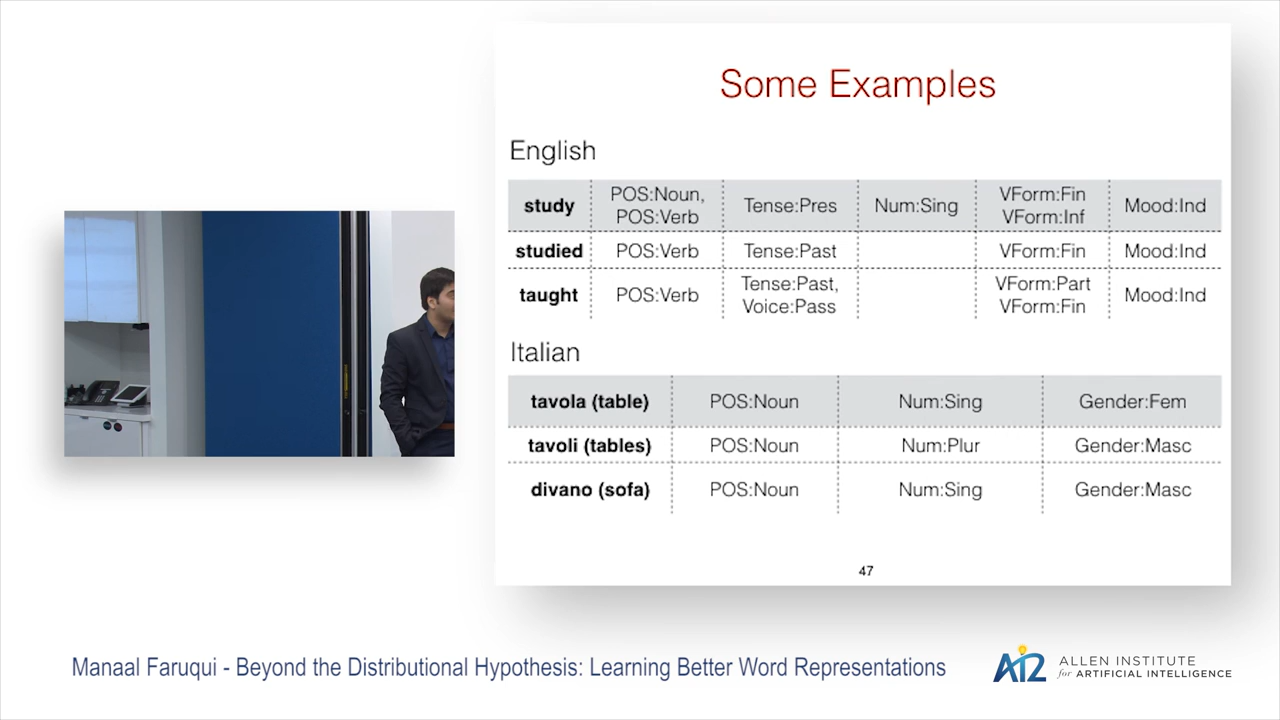 Some Examples
English
study POS:Noun, POS:Verb Tense:Pres Num:Sing VForm:Fin VForm:Inf Mood:Ind
studied POS:Verb Tense:Past VForm:Fin Mood:Ind
taught POS:Verb Tense:Past, Voice:Pass VForm:Part VForm:Fin Mood:Ind
Italian
tavola (table) POS:Noun Num:Sing Gender:Fem
tavoli (tables) POS:Noun Num:Plur Gender:Masc
divano (sofa) POS:Noun Num:Sing Gender:Masc
47
Manaal Faruqui - Beyond the Distributional Hypothesis: Learning Better Word Representations
AI2 ALLEN INSTITUTE
for ARTIFICIAL INTELLIGENCE